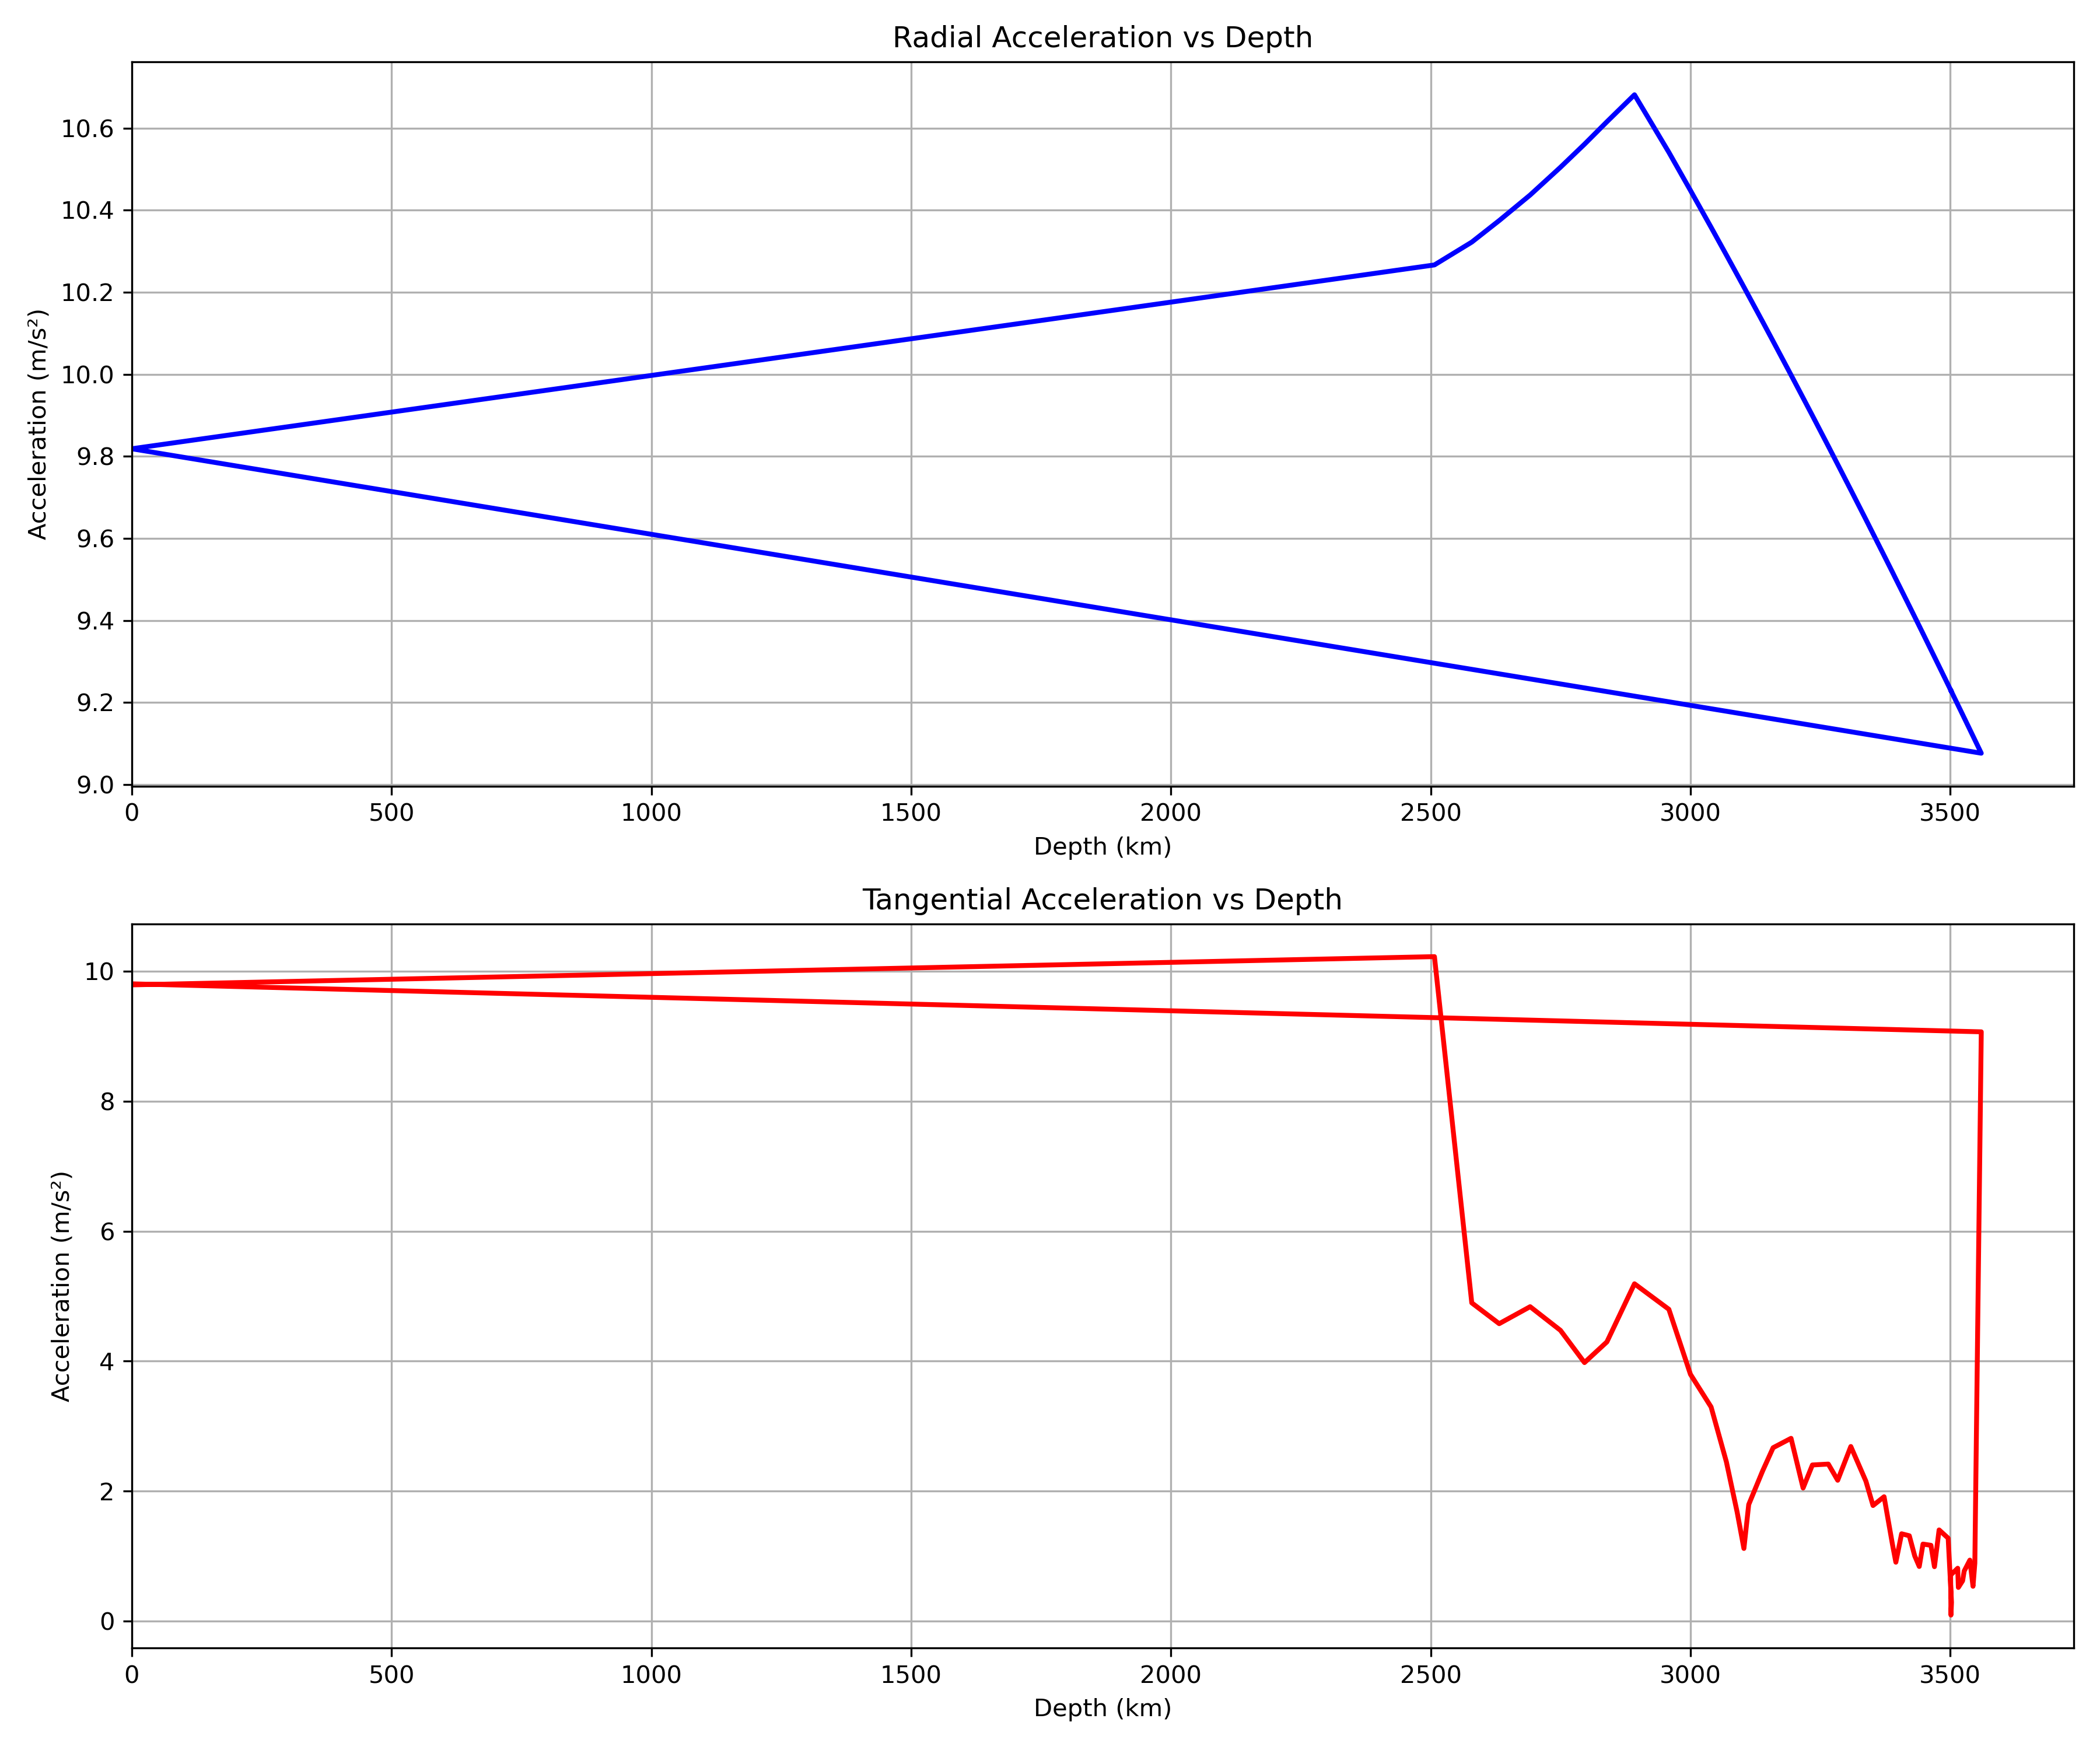 Radial Acceleration vs Depth
Acceleration (m/s²)
10.6
10.4
10.2
10.0
9.8
9.6
9.4
9.2
9.0
0 500 1000 1500 2000 2500 3000 3500
Depth (km)
Tangential Acceleration vs Depth
Acceleration (m/s²)
10
8
6
4
2
0
0 500 1000 1500 2000 2500 3000 3500
Depth (km)